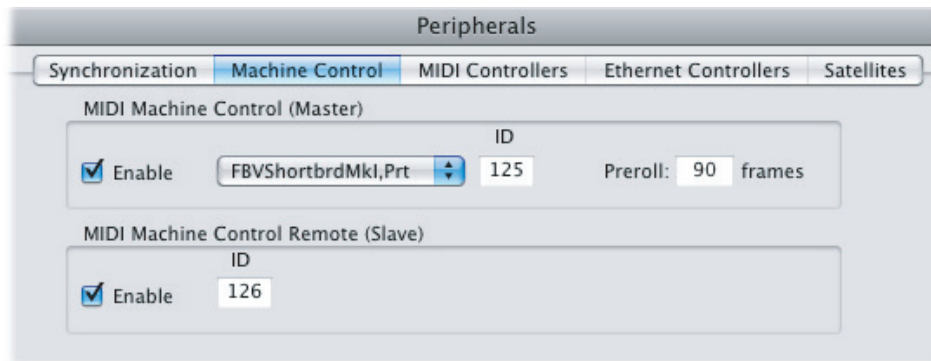 Peripherals
Synchronization Machine Control MIDI Controllers Ethernet Controllers Satellites
MIDI Machine Control (Master)
ID
Enable FBVShortbrdMkI,Prt 125 Preroll: 90 frames
MIDI Machine Control Remote (Slave)
ID
Enable 126